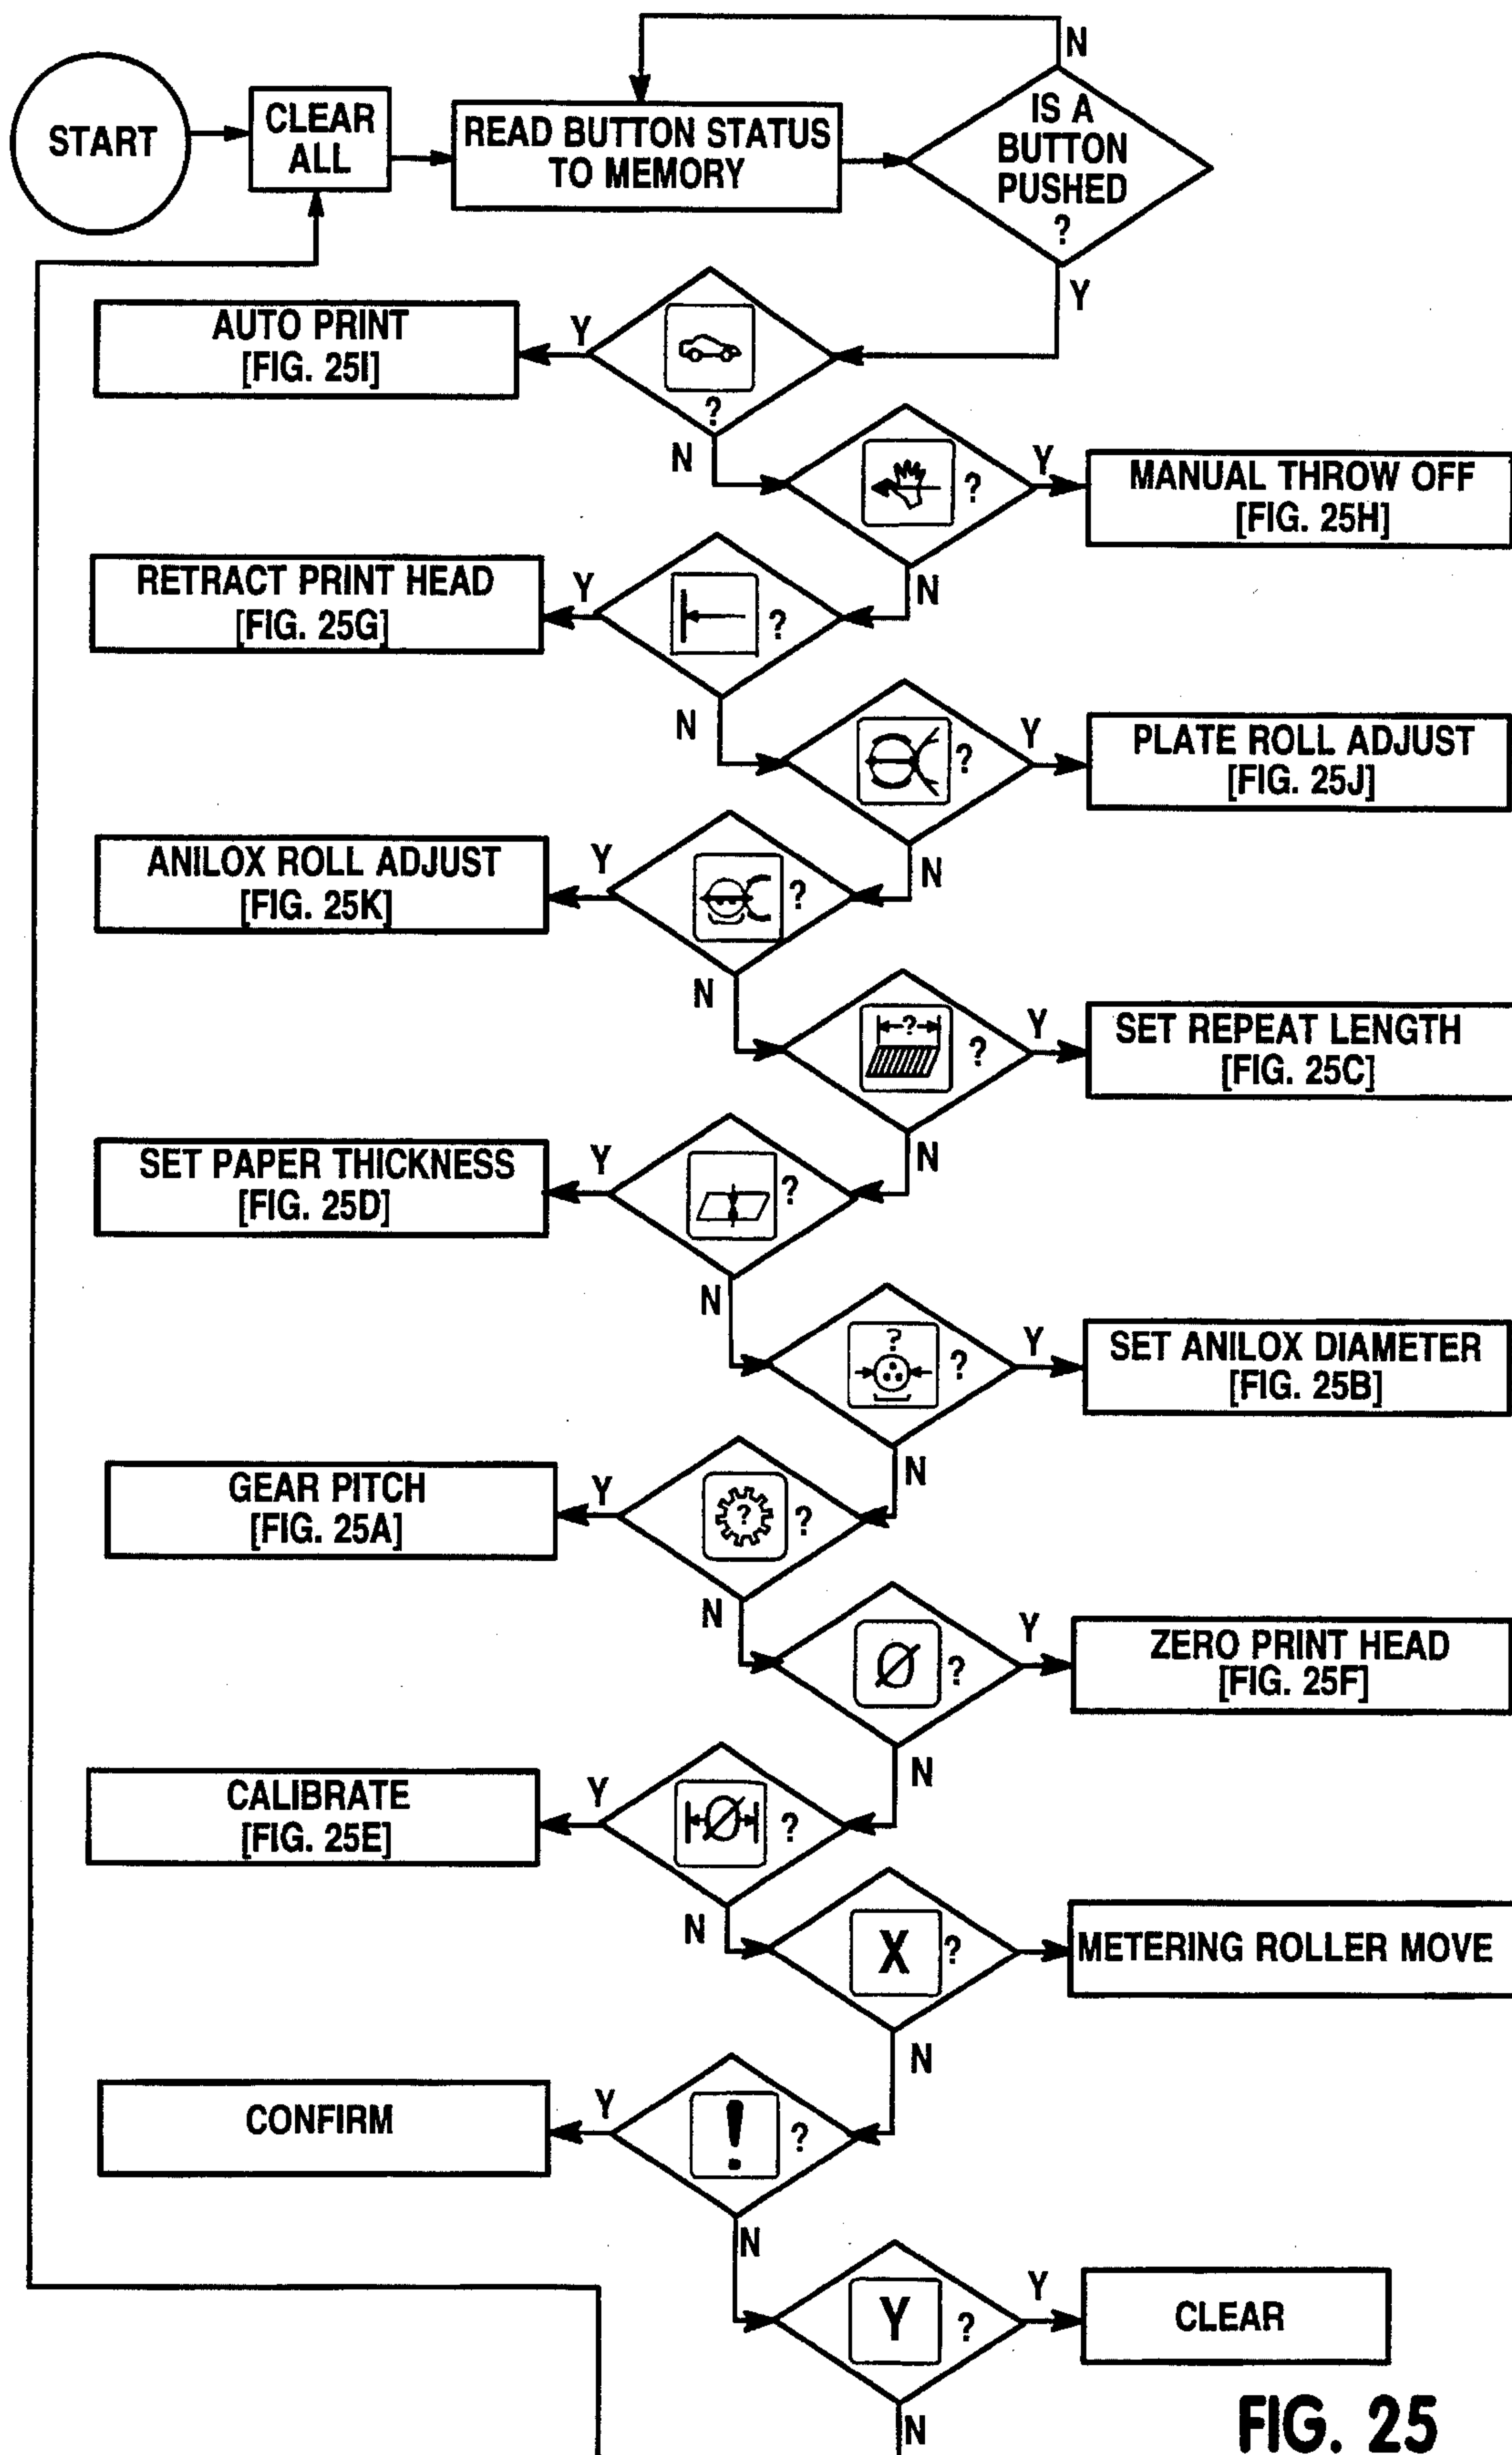 N
START
CLEAR
ALL
READ BUTTON STATUS
TO MEMORY
IS A
BUTTON
PUSHED
?
Y
AUTO PRINT
[FIG. 25I]
Y
?
N
?
Y
MANUAL THROW OFF
[FIG. 25H]
RETRACT PRINT HEAD
[FIG. 25G]
Y
?
N
N
?
Y
PLATE ROLL ADJUST
[FIG. 25J]
ANILOX ROLL ADJUST
[FIG. 25K]
Y
?
N
N
?
?
Y
SET REPEAT LENGTH
[FIG. 25C]
SET PAPER THICKNESS
[FIG. 25D]
Y
?
N
N
?
?
Y
SET ANILOX DIAMETER
[FIG. 25B]
GEAR PITCH
[FIG. 25A]
Y
?
?
N
N
Ø
?
Y
ZERO PRINT HEAD
[FIG. 25F]
CALIBRATE
[FIG. 25E]
Y
Ø
?
N
N
X
?
METERING ROLLER MOVE
CONFIRM
Y
!
?
N
N
Y
?
Y
CLEAR
N
FIG. 25